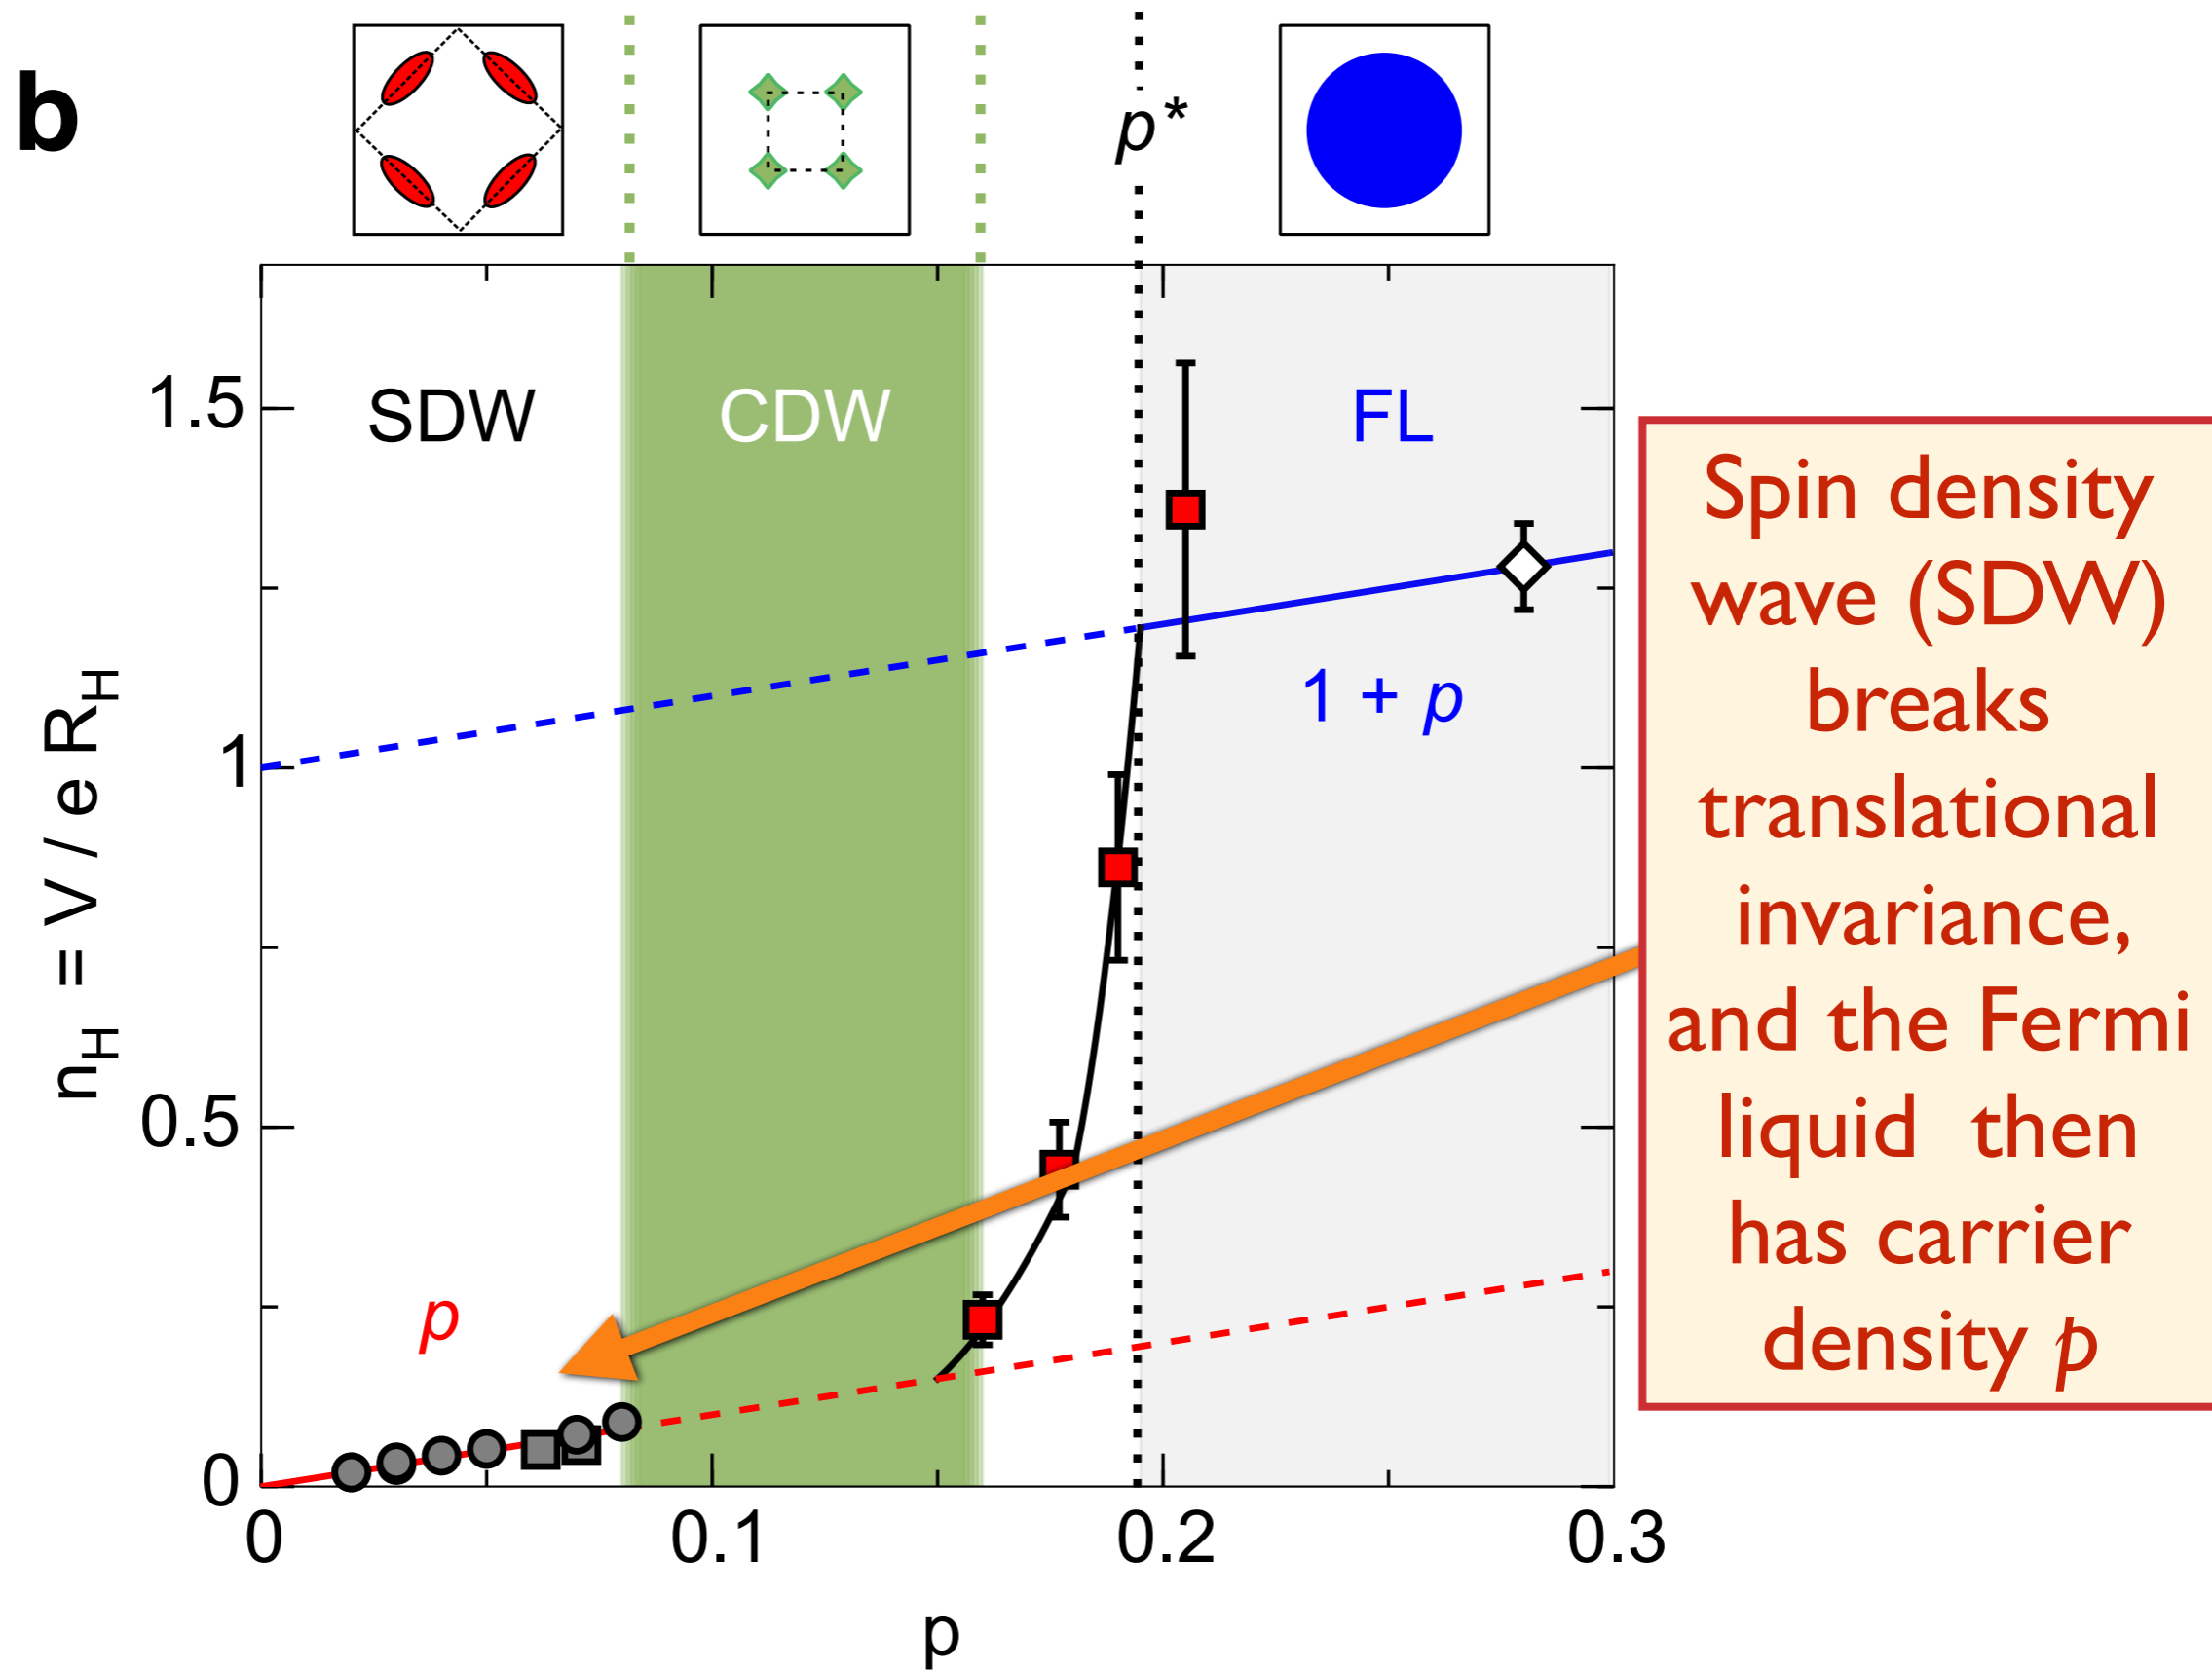 b
p*
SDW
CDW
FL
1.5
1
0.5
0
n_H = V / e R_H
1 + p
p
0
0.1
0.2
0.3
p
Spin density
wave (SDW)
breaks
translational
invariance,
and the Fermi
liquid then
has carrier
density p